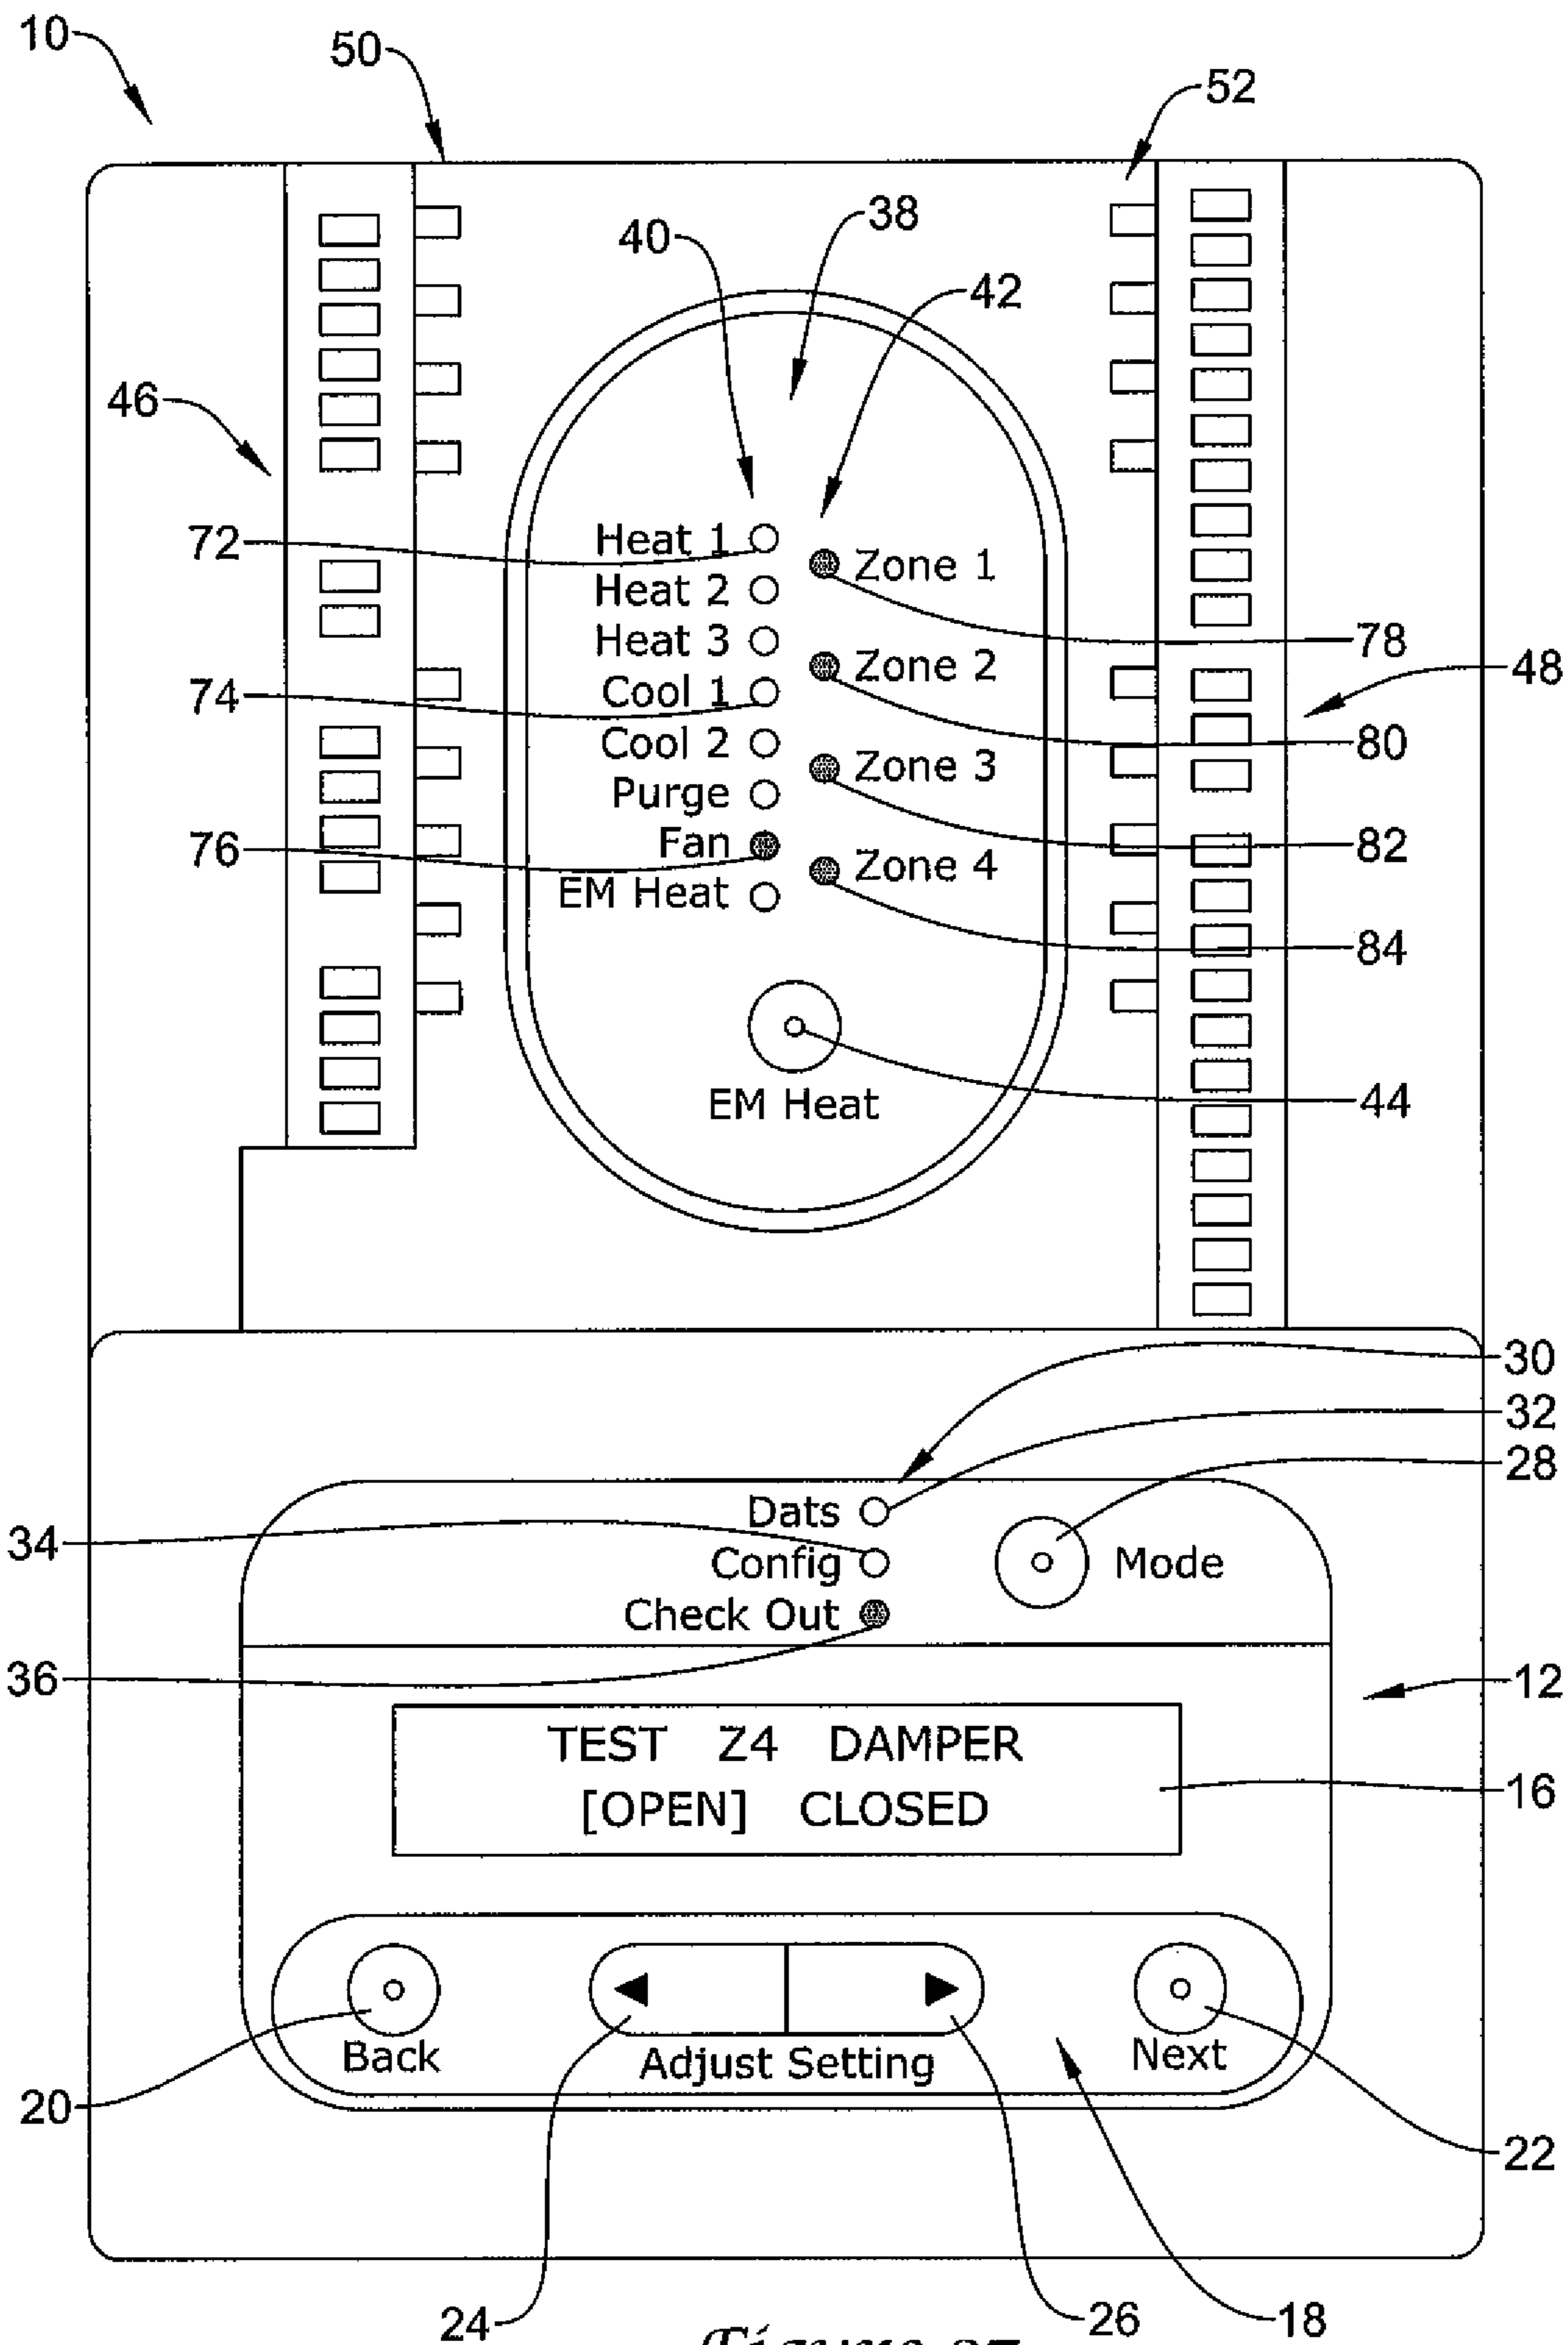 10
50
52
38
40
42
46
72
Heat 1
Zone 1
Heat 2
78
Heat 3
Zone 2
48
74
Cool 1
80
Cool 2
Zone 3
Purge
82
76
Fan
Zone 4
EM Heat
84
44
EM Heat
30
32
28
Dats
34
Config
Mode
Check Out
36
12
TEST Z4 DAMPER
16
[OPEN] CLOSED
Back
Adjust Setting
Next
20
22
24
26
18
Figure